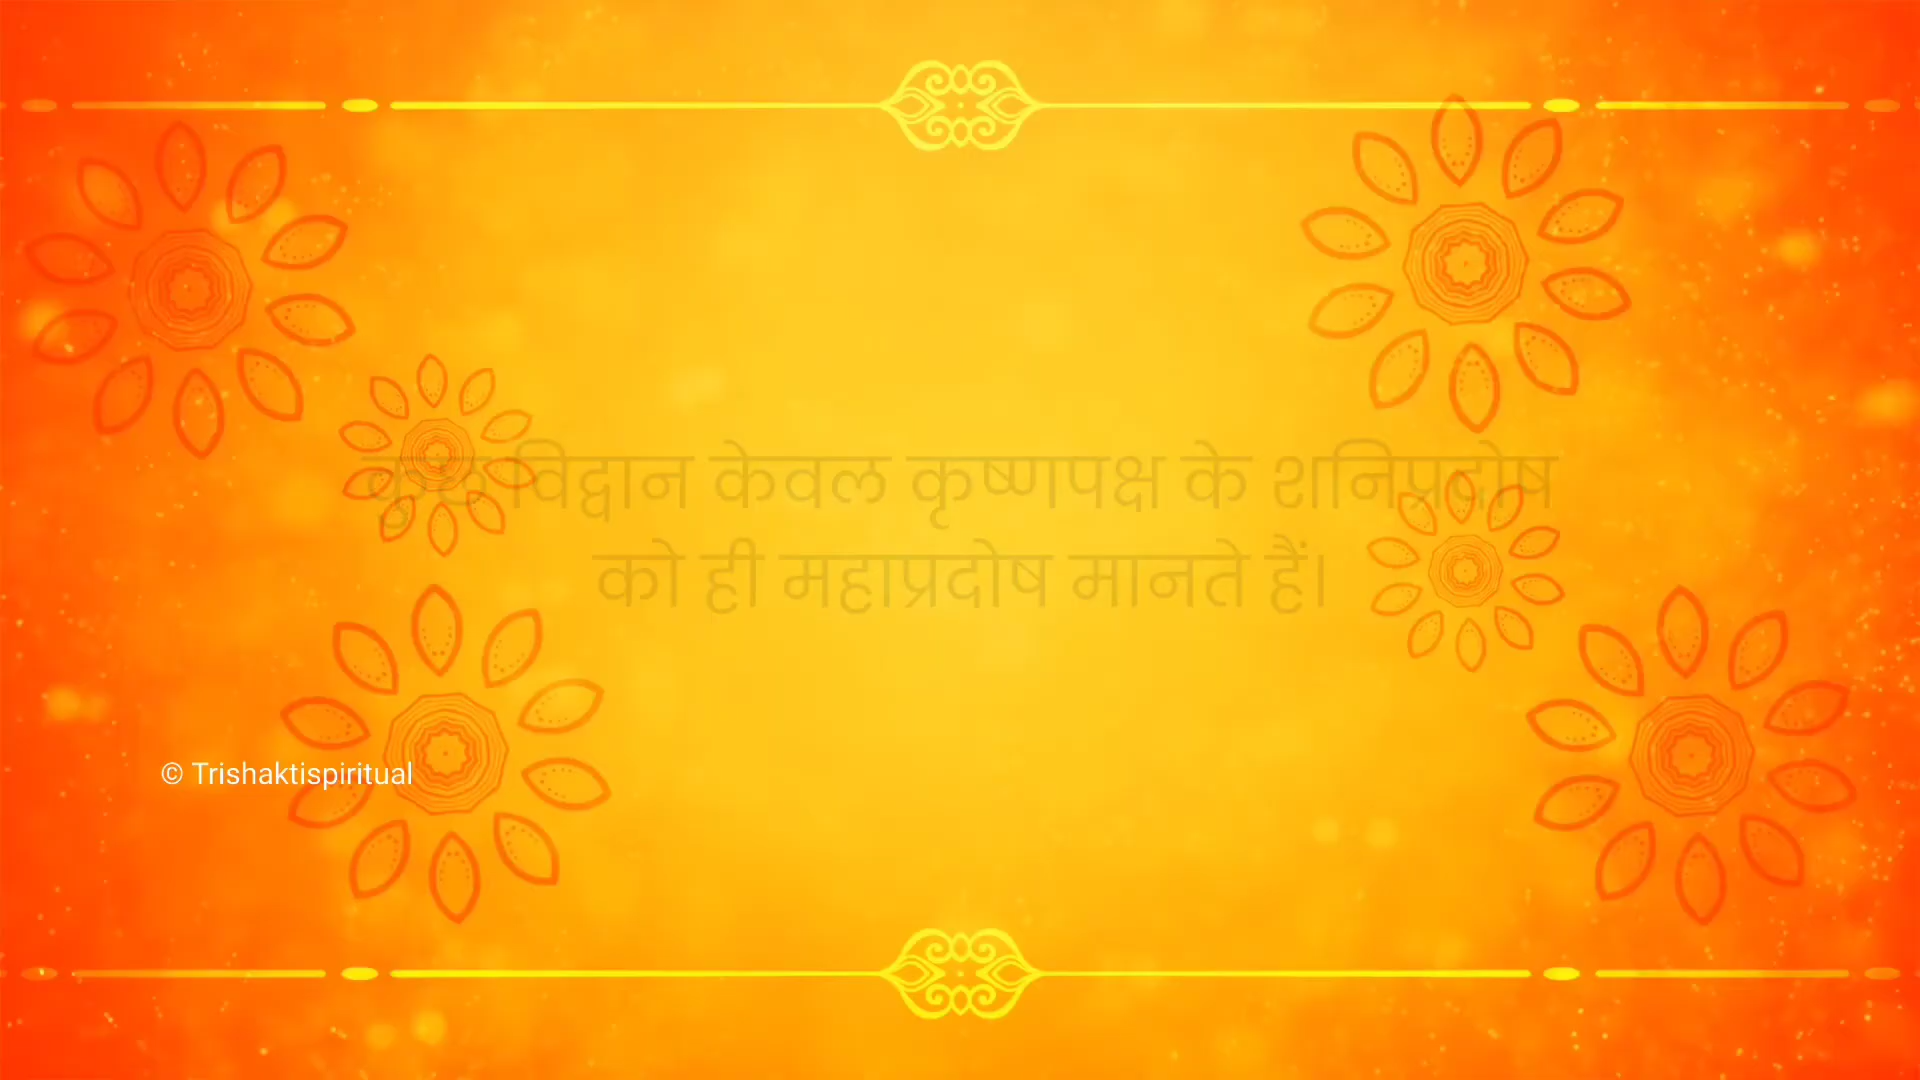 कुछ विद्वान केवल कृष्णपक्ष के शनिप्रदोष
को ही महाप्रदोष मानते हैं।
© Trishaktispiritual